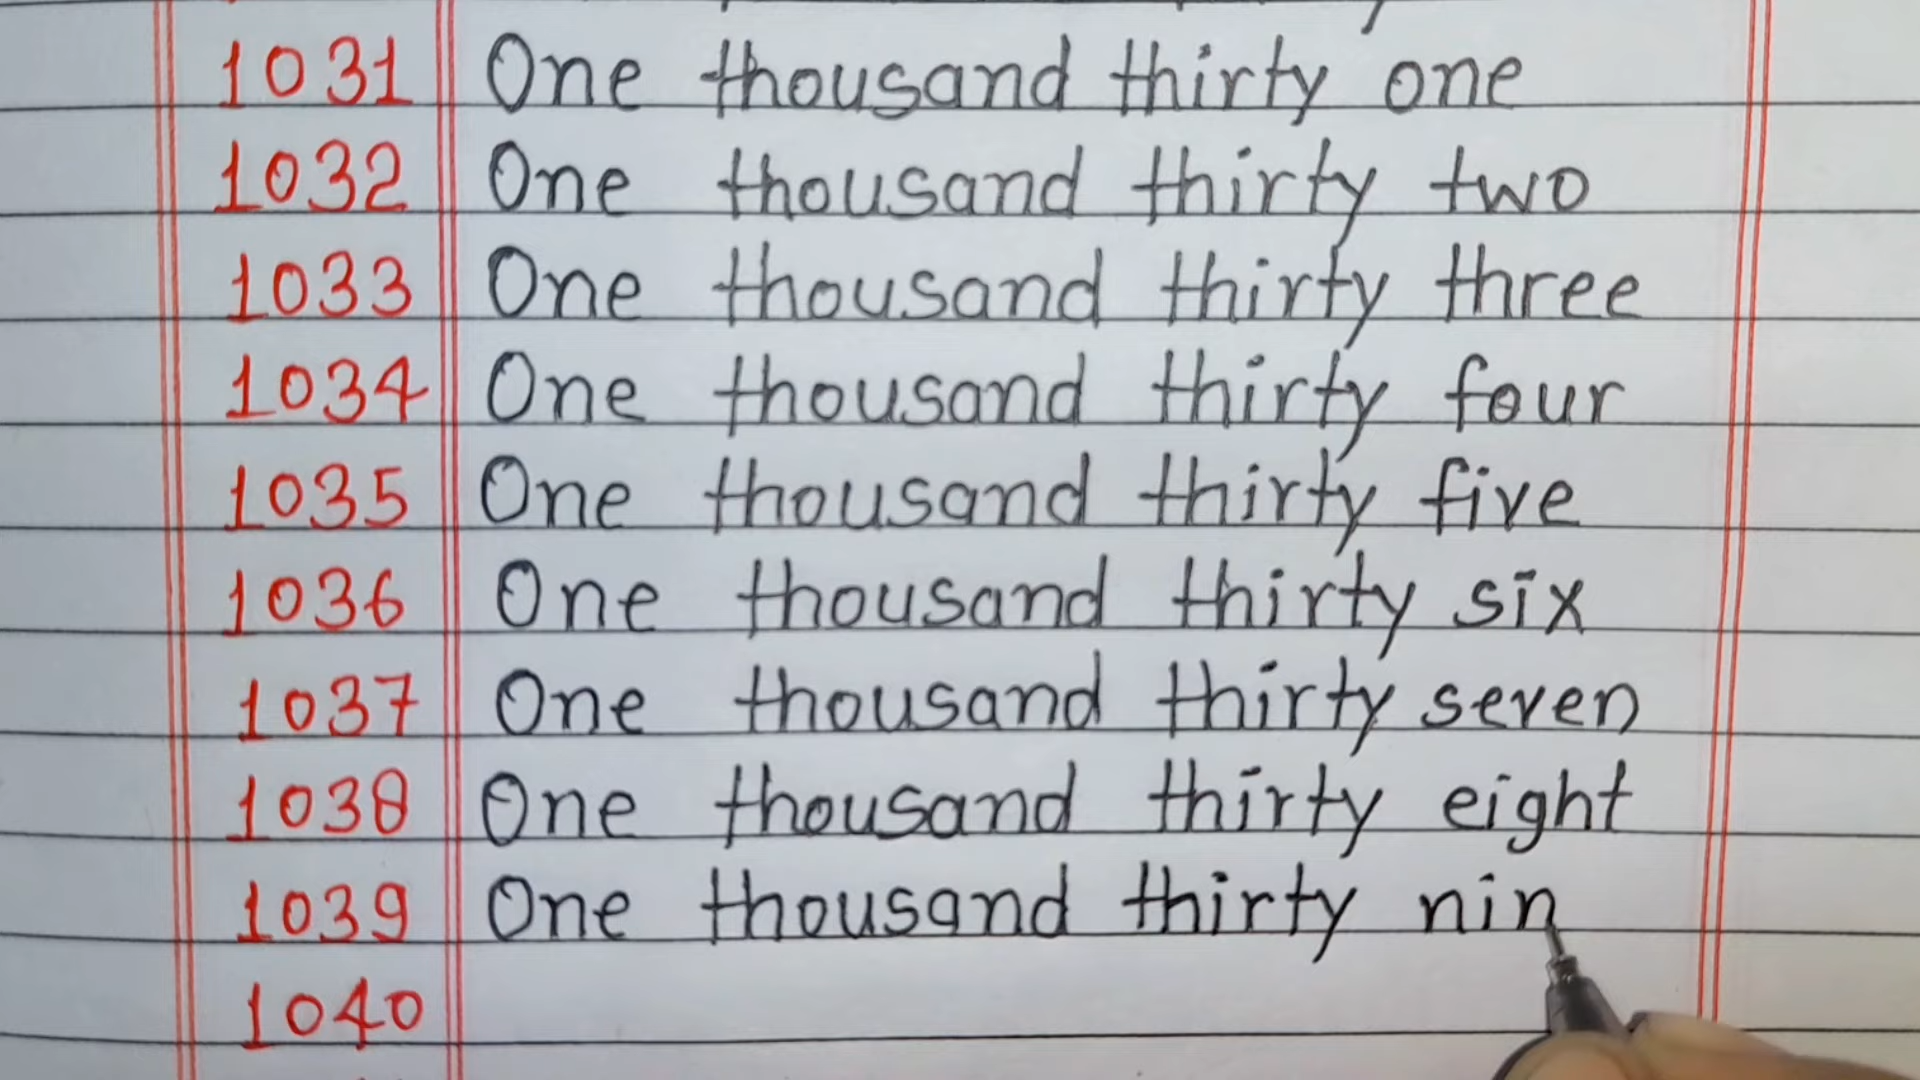 1031 One thousand thirty one
1032 One thousand thirty two
1033 One thousand thirty three
1034 One thousand thirty four
1035 One thousand thirty five
1036 One thousand thirty six
1037 One thousand thirty seven
1038 One thousand thirty eight
1039 One thousand thirty nin
1040